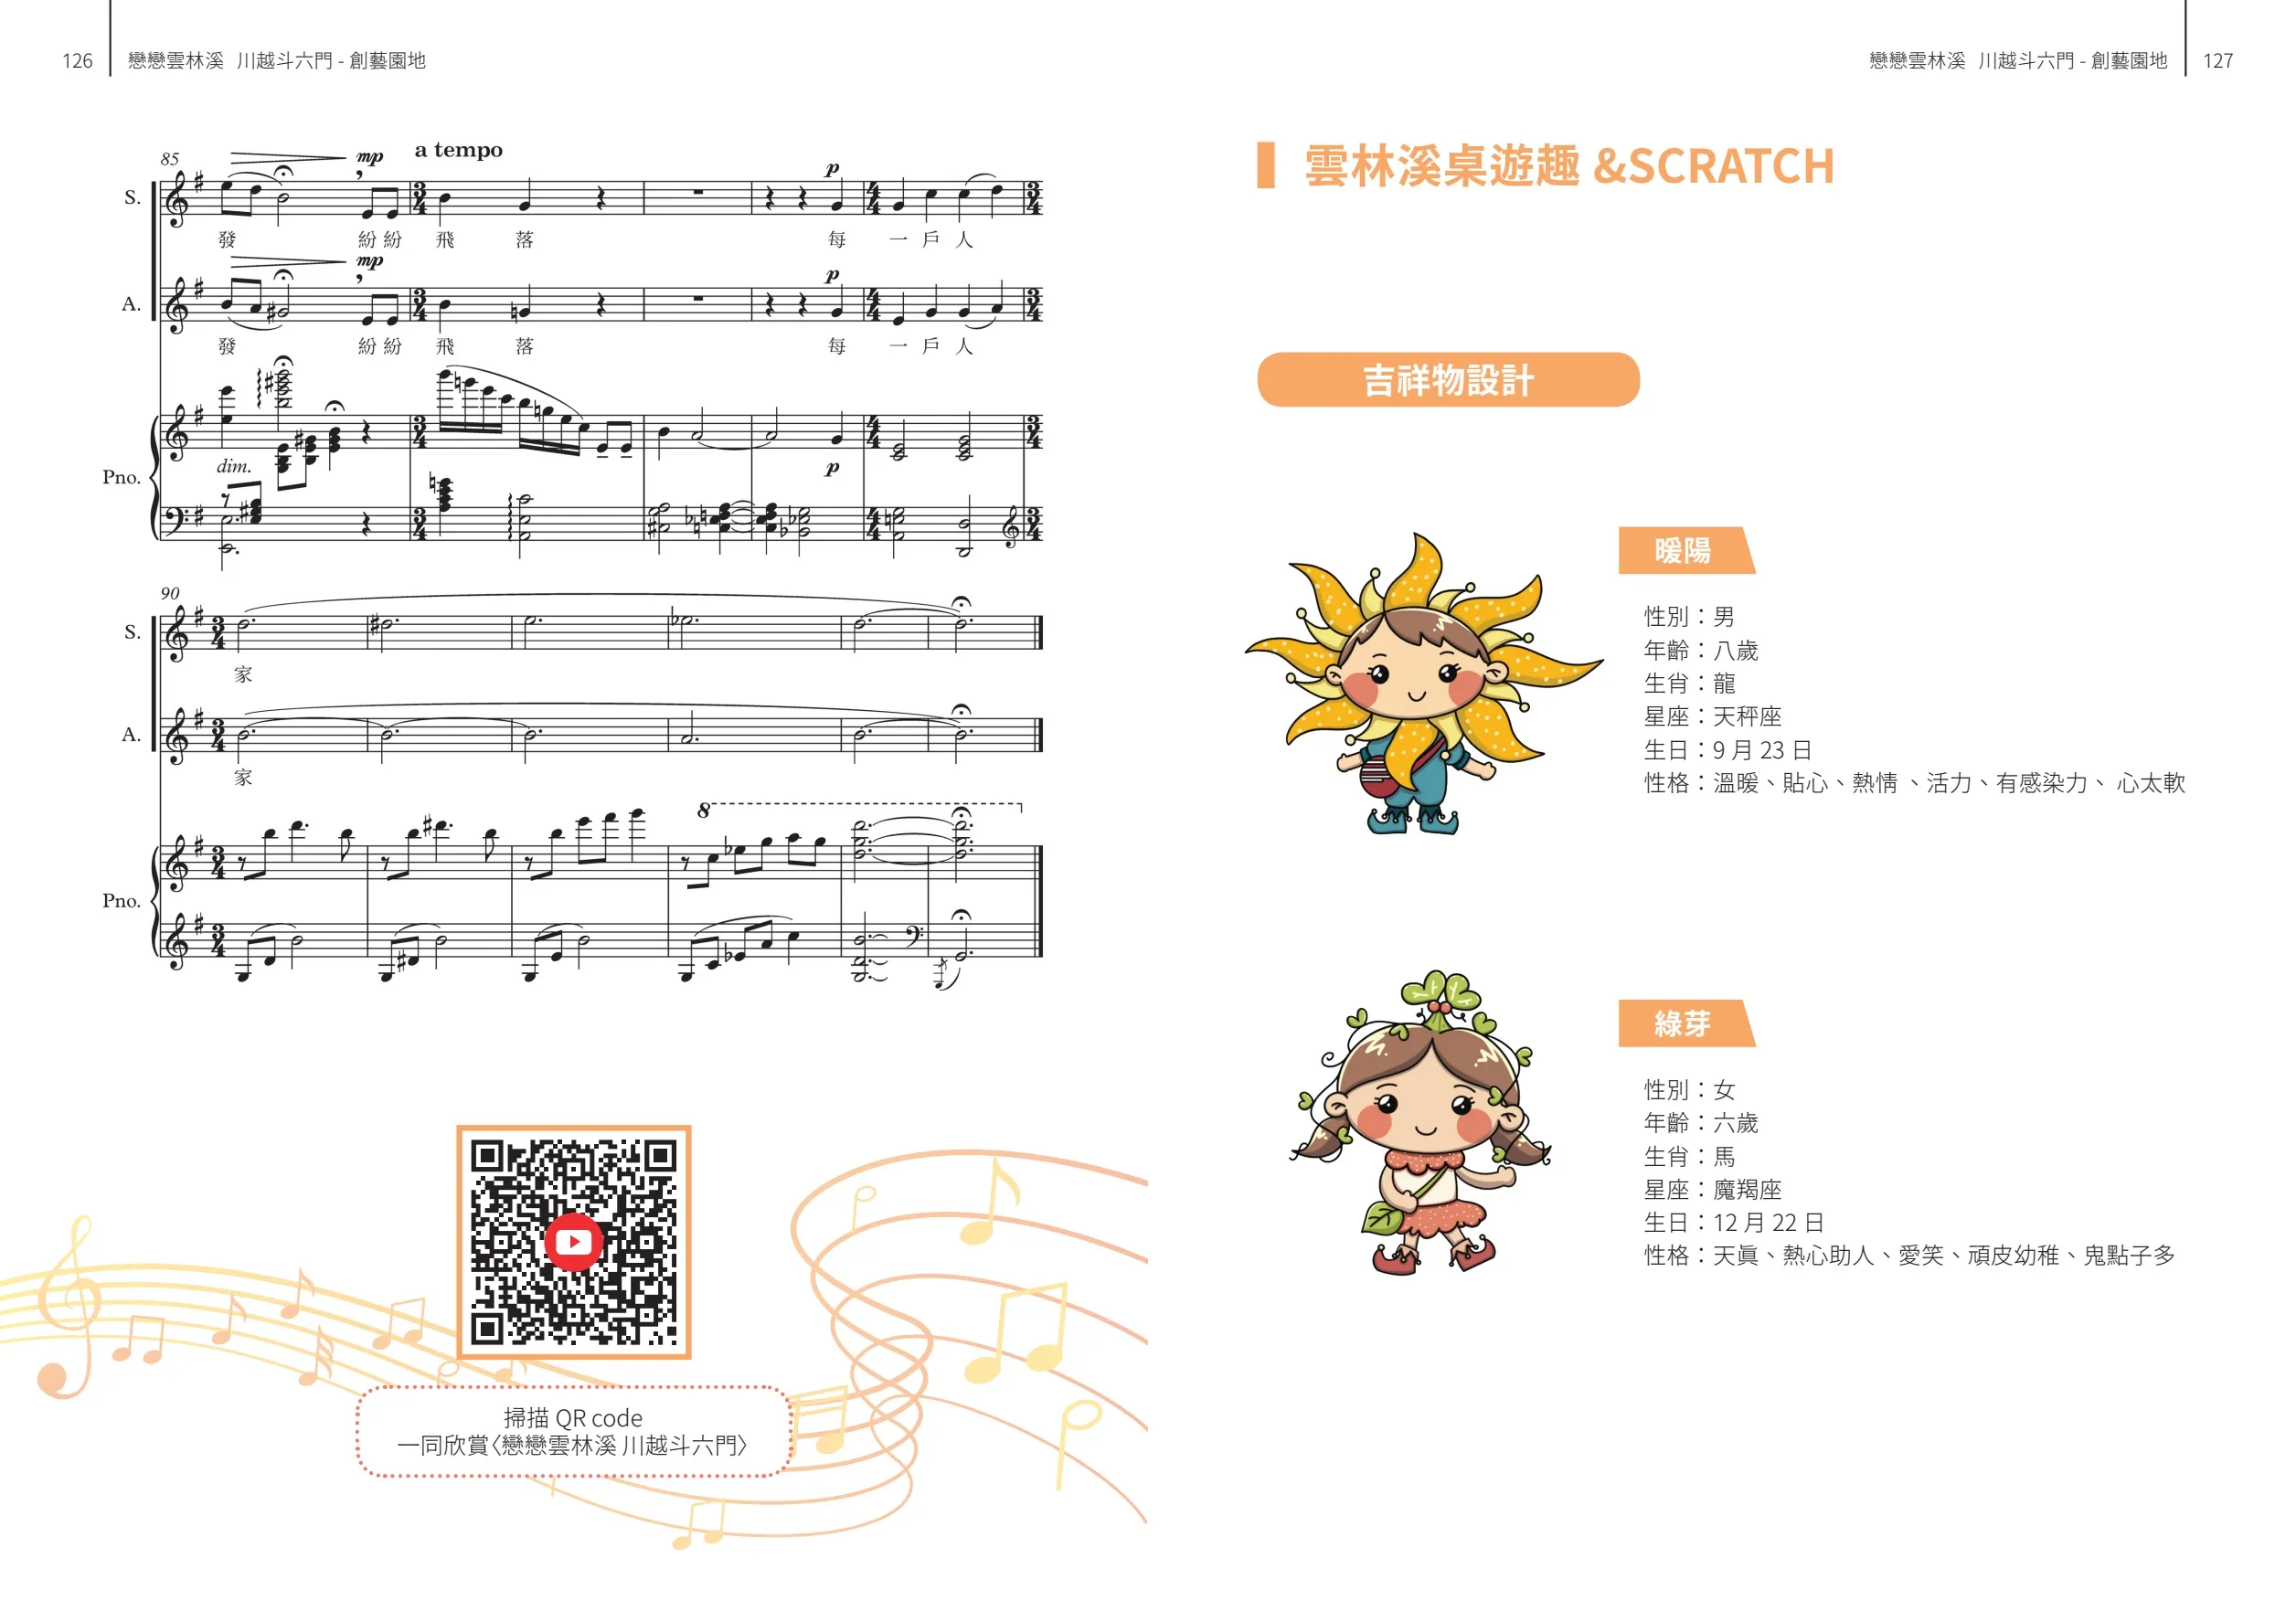 126 戀戀雲林溪 川越斗六門 - 創藝園地
85 mp a tempo p
S.
發 紛 紛 飛 落 每 一 戶 人
mp p
A.
發 紛 紛 飛 落 每 一 戶 人
dim. p
Pno.
90
S.
家
A.
家
8
Pno.
掃描 QR code
一同欣賞〈戀戀雲林溪 川越斗六門〉
戀戀雲林溪 川越斗六門 - 創藝園地 127
雲林溪桌遊趣 &SCRATCH
吉祥物設計
暖陽
性別：男
年齡：八歲
生肖：龍
星座：天秤座
生日：9 月 23 日
性格：溫暖、貼心、熱情 、活力、有感染力、 心太軟
綠芽
性別：女
年齡：六歲
生肖：馬
星座：魔羯座
生日：12 月 22 日
性格：天真、熱心助人、愛笑、頑皮幼稚、鬼點子多